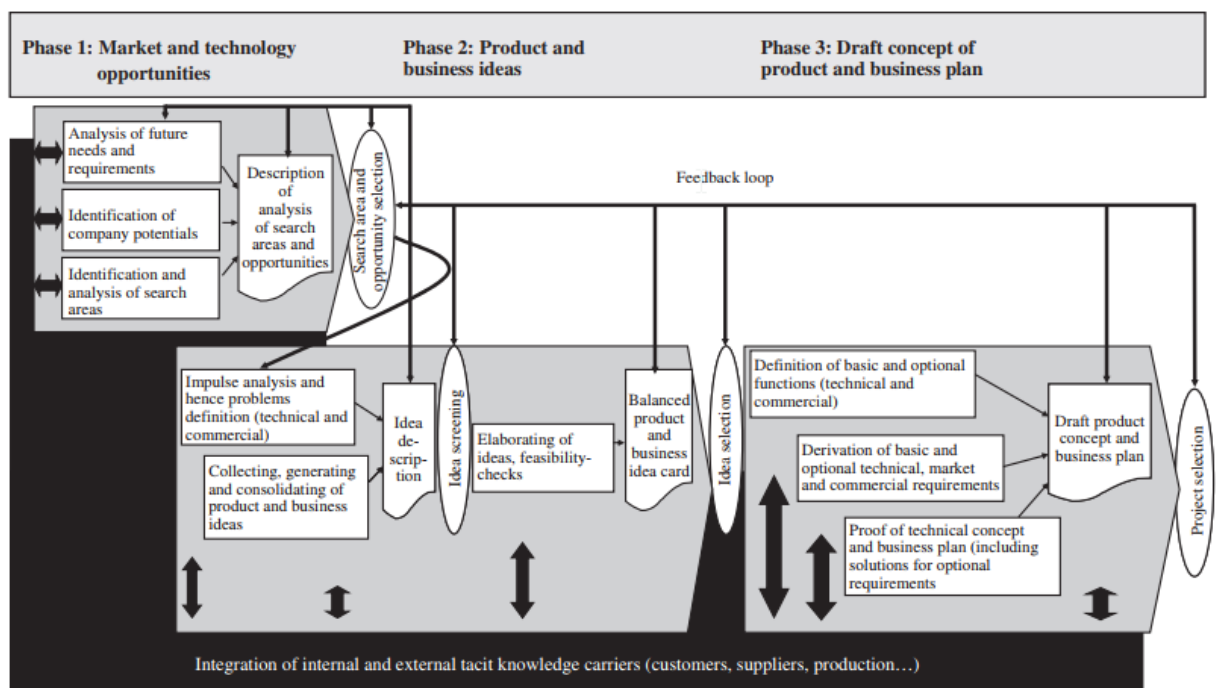 Phase 1: Market and technology
opportunities
Phase 2: Product and
business ideas
Phase 3: Draft concept of
product and business plan
Analysis of future
needs and
requirements
Identification of
company potentials
Identification and
analysis of search
areas
Description
of
analysis
of search
areas and
opportunities
Search area and
opportunity selection
Feedback loop
Impulse analysis and
hence problems
definition (technical and
commercial)
Collecting, generating
and consolidating of
product and business
ideas
Idea
de-
scrip-
tion
Idea screening
Elaborating of
ideas, feasibility-
checks
Balanced
product
and
business
idea card
Idea selection
Definition of basic and optional
functions (technical and
commercial)
Derivation of basic and
optional technical, market
and commercial requirements
Proof of technical concept
and business plan (including
solutions for optional
requirements
Draft product
concept and
business plan
Project selection
Integration of internal and external tacit knowledge carriers (customers, suppliers, production…)